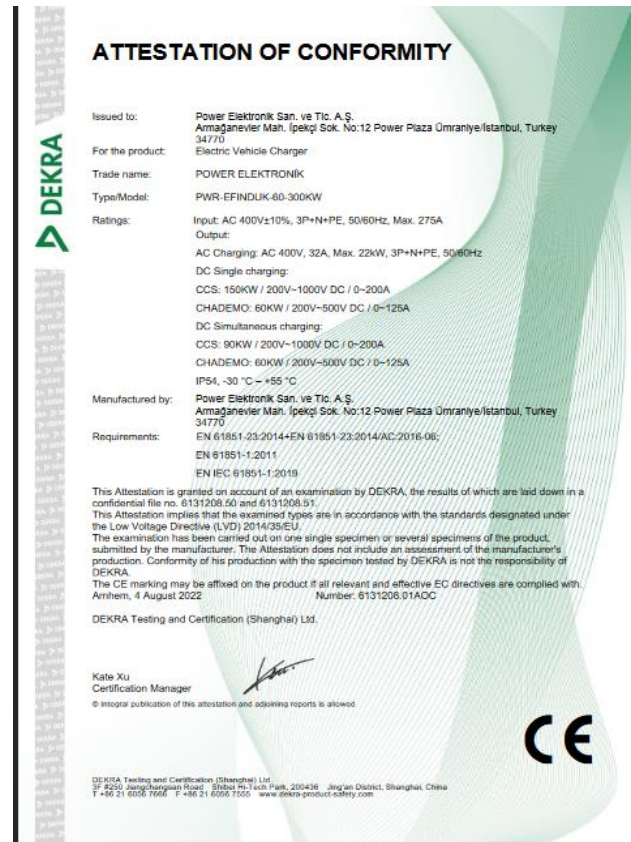 ATTESTATION OF CONFORMITY
DEKRA
Issued to: Power Elektronik San. ve Tic. A.Ş.
Armağanevler Mah. İpekçi Sok. No:12 Power Plaza Ümraniye/İstanbul, Turkey
34770
For the product: Electric Vehicle Charger
Trade name: POWER ELEKTRONİK
Type/Model: PWR-EFINDUK-60-300KW
Ratings: Input: AC 400V±10%, 3P+N+PE, 50/60Hz, Max. 275A
Output:
AC Charging: AC 400V, 32A, Max. 22kW, 3P+N+PE, 50/60Hz
DC Single charging:
CCS: 150KW / 200V~1000V DC / 0~200A
CHADEMO: 60KW / 200V~500V DC / 0~125A
DC Simultaneous charging:
CCS: 90KW / 200V~1000V DC / 0~200A
CHADEMO: 60KW / 200V~500V DC / 0~125A
IP54, -30 °C ~ +55 °C
Manufactured by: Power Elektronik San. ve Tic. A.Ş.
Armağanevler Mah. İpekçi Sok. No:12 Power Plaza Ümraniye/İstanbul, Turkey
34770
Requirements: EN 61851-23:2014+EN 61851-23:2014/AC:2016-06;
EN 61851-1:2011
EN IEC 61851-1:2019
This Attestation is granted on account of an examination by DEKRA, the results of which are laid down in a
confidential file no. 6131208.50 and 6131208.51.
This Attestation implies that the examined types are in accordance with the standards designated under
the Low Voltage Directive (LVD) 2014/35/EU.
The examination has been carried out on one single specimen or several specimens of the product,
submitted by the manufacturer. The Attestation does not include an assessment of the manufacturer's
production. Conformity of his production with the specimen tested by DEKRA is not the responsibility of
DEKRA.
The CE marking may be affixed on the product if all relevant and effective EC directives are complied with.
Arnhem, 4 August 2022 Number: 6131208.01AOC
DEKRA Testing and Certification (Shanghai) Ltd.
Kate Xu
Certification Manager
© Integral publication of this attestation and adjoining reports is allowed
CE
DEKRA Testing and Certification (Shanghai) Ltd
3F #250 Jiangchangsan Road Shibei Hi-Tech Park, 200436 Jing'an District, Shanghai, China
T +86 21 6056 7666 F +86 21 6056 7555 www.dekra-product-safety.com